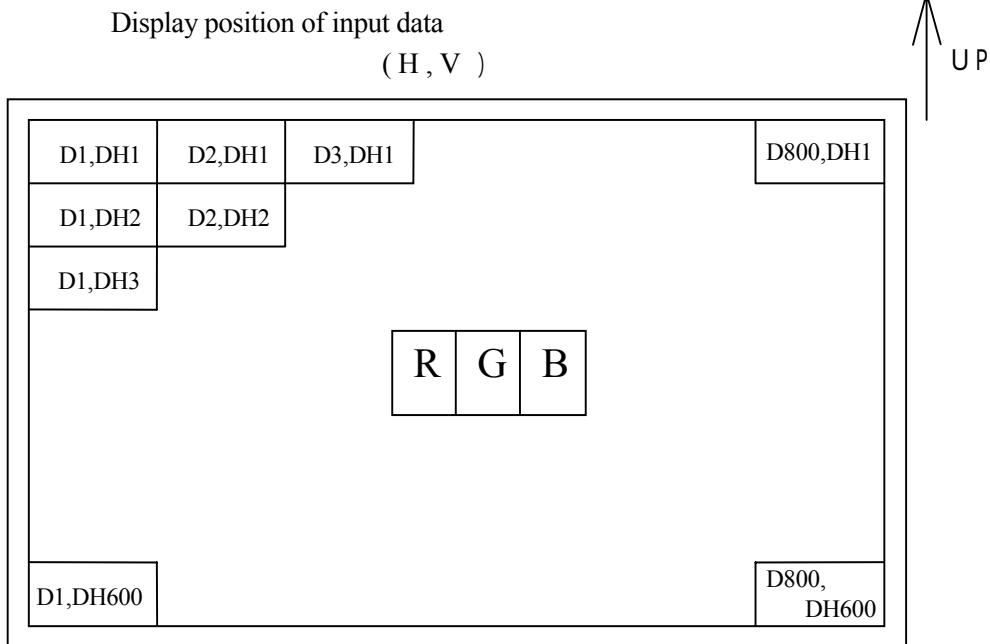 Display position of input data
( H , V )
UP
D1,DH1 D2,DH1 D3,DH1 D800,DH1
D1,DH2 D2,DH2
D1,DH3
R G B
D1,DH600 D800,
DH600